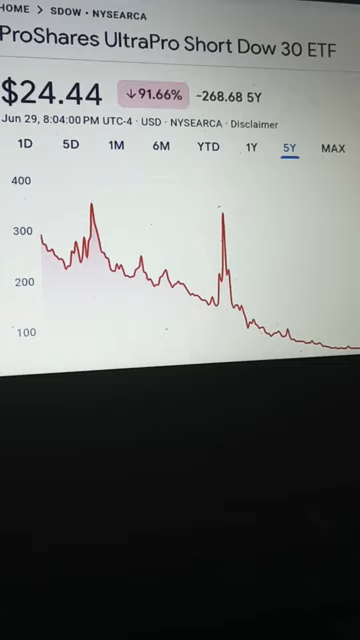 HOME > SDOW • NYSEARCA
ProShares UltraPro Short Dow 30 ETF
$24.44 ↓91.66% -268.68 5Y
Jun 29, 8:04:00 PM UTC-4 · USD · NYSEARCA · Disclaimer
1D 5D 1M 6M YTD 1Y 5Y MAX
400
300
200
100